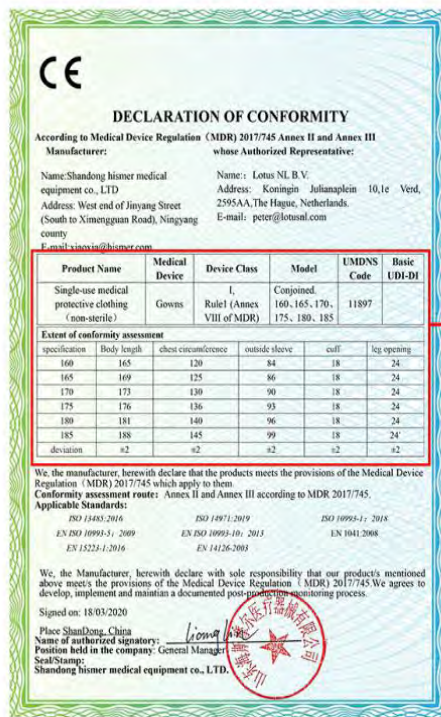 CE
DECLARATION OF CONFORMITY
According to Medical Device Regulation（MDR) 2017/745 Annex II and Annex III
Manufacturer: whose Authorized Representative:
Name:Shandong hismer medical equipment co., LTD
Address: West end of Jinyang Street (South to Ximengguan Road), Ningyang county
E-mail:xiaoxia@hismer.com
Name:: Lotus NL B.V.
Address: Koningin Julianaplein 10,1e Verd, 2595AA,The Hague, Netherlands.
E-mail: peter@lotusnl.com
Product Name Medical Device Device Class Model UMDNS Code Basic UDI-DI
Single-use medical protective clothing （non-sterile） Gowns I, Rule1 (Annex VIII of MDR) Conjoined. 160、165、170、175、180、185 11897
Extent of conformity assessment
specification Body length chest circumference outside sleeve cuff leg opening
160 165 120 84 18 24
165 169 125 86 18 24
170 173 130 90 18 24
175 176 136 93 18 24
180 181 140 96 18 24
185 188 145 99 18 24
deviation ±2 ±2 ±2 ±2 ±2
We, the manufacturer, herewith declare that the products meets the provisions of the Medical Device
Regulation（MDR) 2017/745 which apply to them.
Conformity assessment route: Annex II and Annex III according to MDR 2017/745.
Applicable Standards:
ISO 13485:2016 ISO 14971:2019 ISO 10993-1: 2018
EN ISO 10993-5: 2009 EN ISO 10993-10: 2013 EN 1041:2008
EN 15223-1:2016 EN 14126-2003
We, the Manufacturer, herewith declare with sole responsibility that our product/s mentioned
above meet/s the provisions of the Medical Device Regulation（MDR) 2017/745.We agrees to
develop, implement and maintian a documented post-production monitoring process.
Signed on: 18/03/2020
Place ShanDong, China
Name of authorized signatory:
Position held in the company: General Manager
Seal/Stamp:
Shandong hismer medical equipment co., LTD.